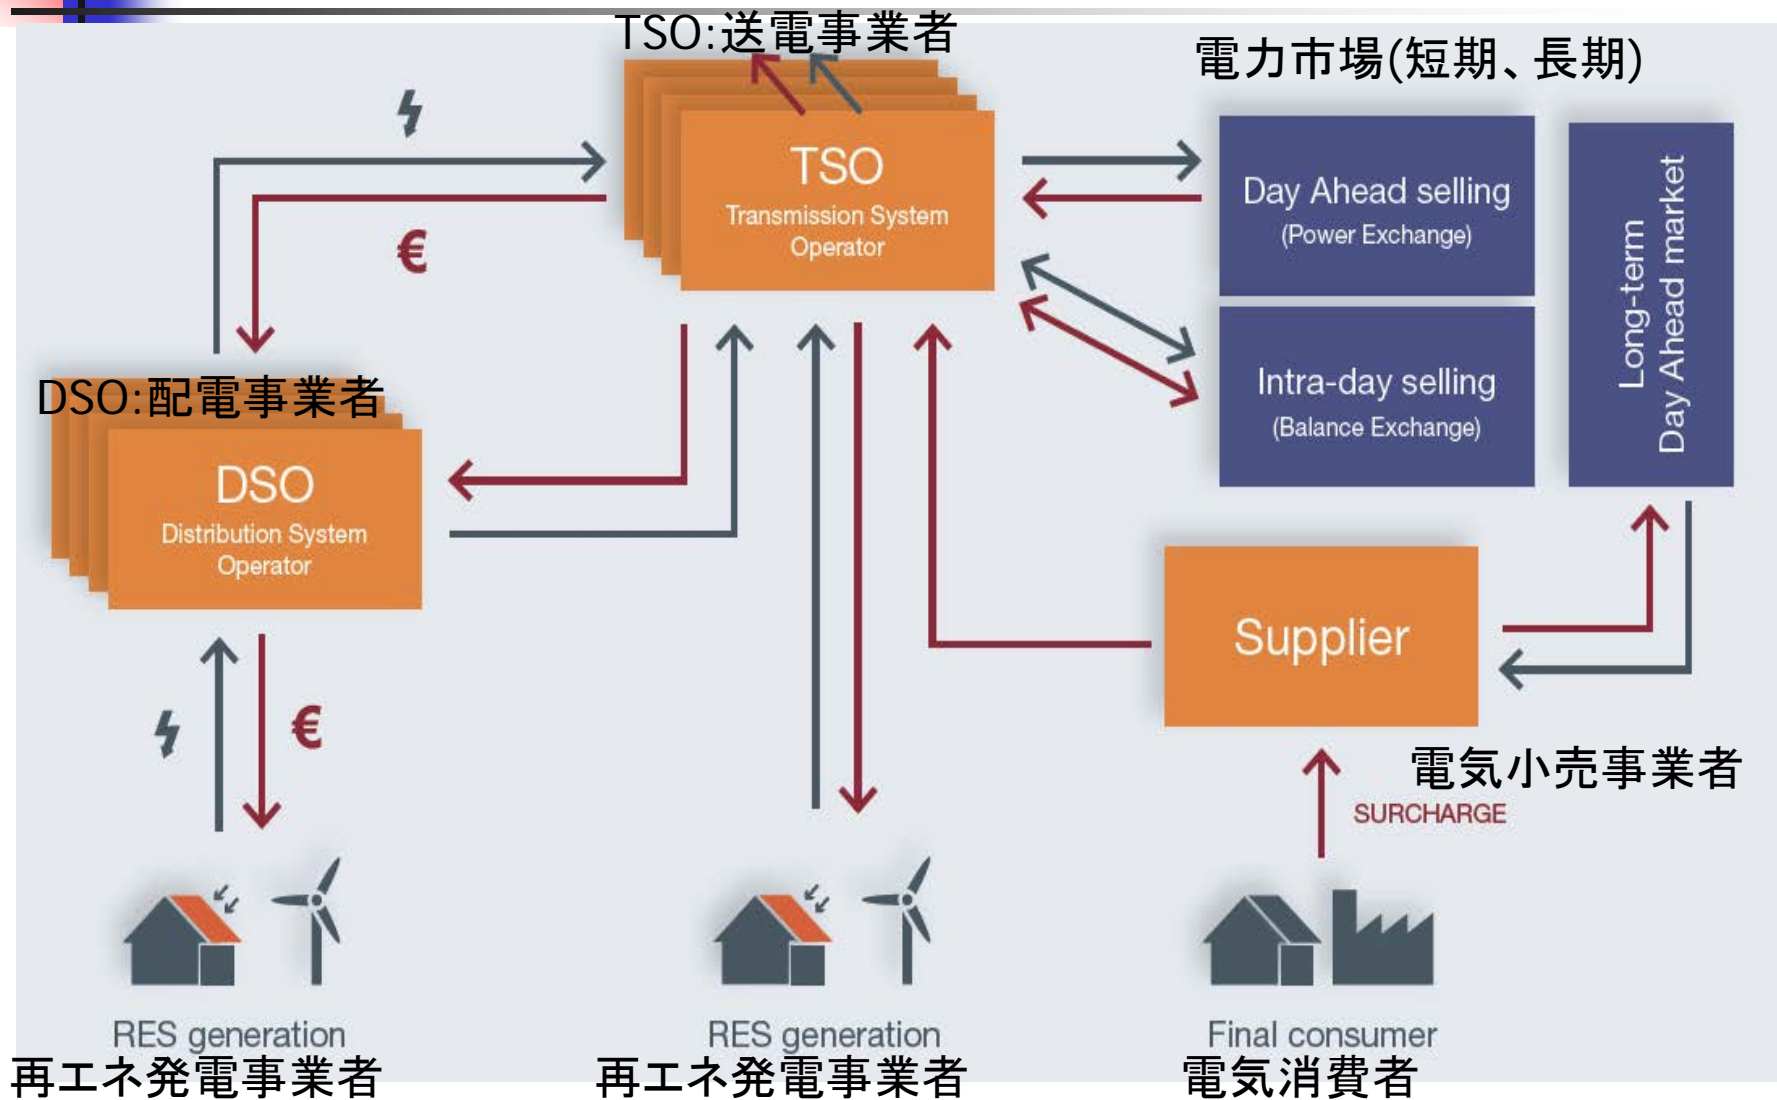 TSO:送電事業者
電力市場(短期、長期)
TSO
Transmission System
Operator
Day Ahead selling
(Power Exchange)
Long-term
Day Ahead market
€
Intra-day selling
(Balance Exchange)
DSO:配電事業者
DSO
Distribution System
Operator
Supplier
€
電気小売事業者
SURCHARGE
RES generation
再エネ発電事業者
RES generation
再エネ発電事業者
Final consumer
電気消費者